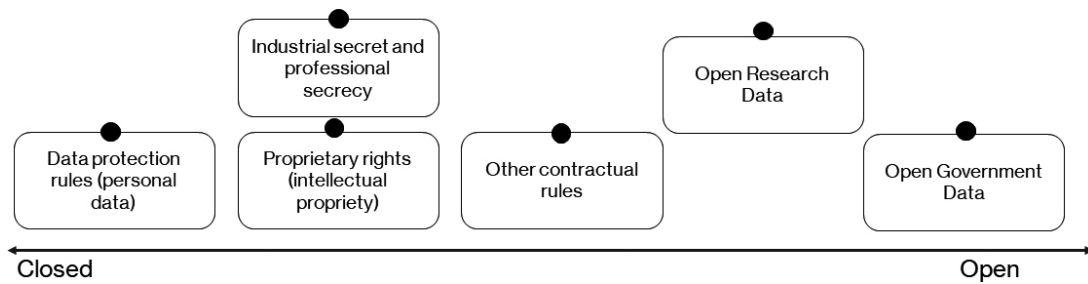 Industrial secret and
professional
secrecy
Open Research
Data
Data protection
rules (personal
data)
Proprietary rights
(intellectual
propriety)
Other contractual
rules
Open Government
Data
Closed
Open